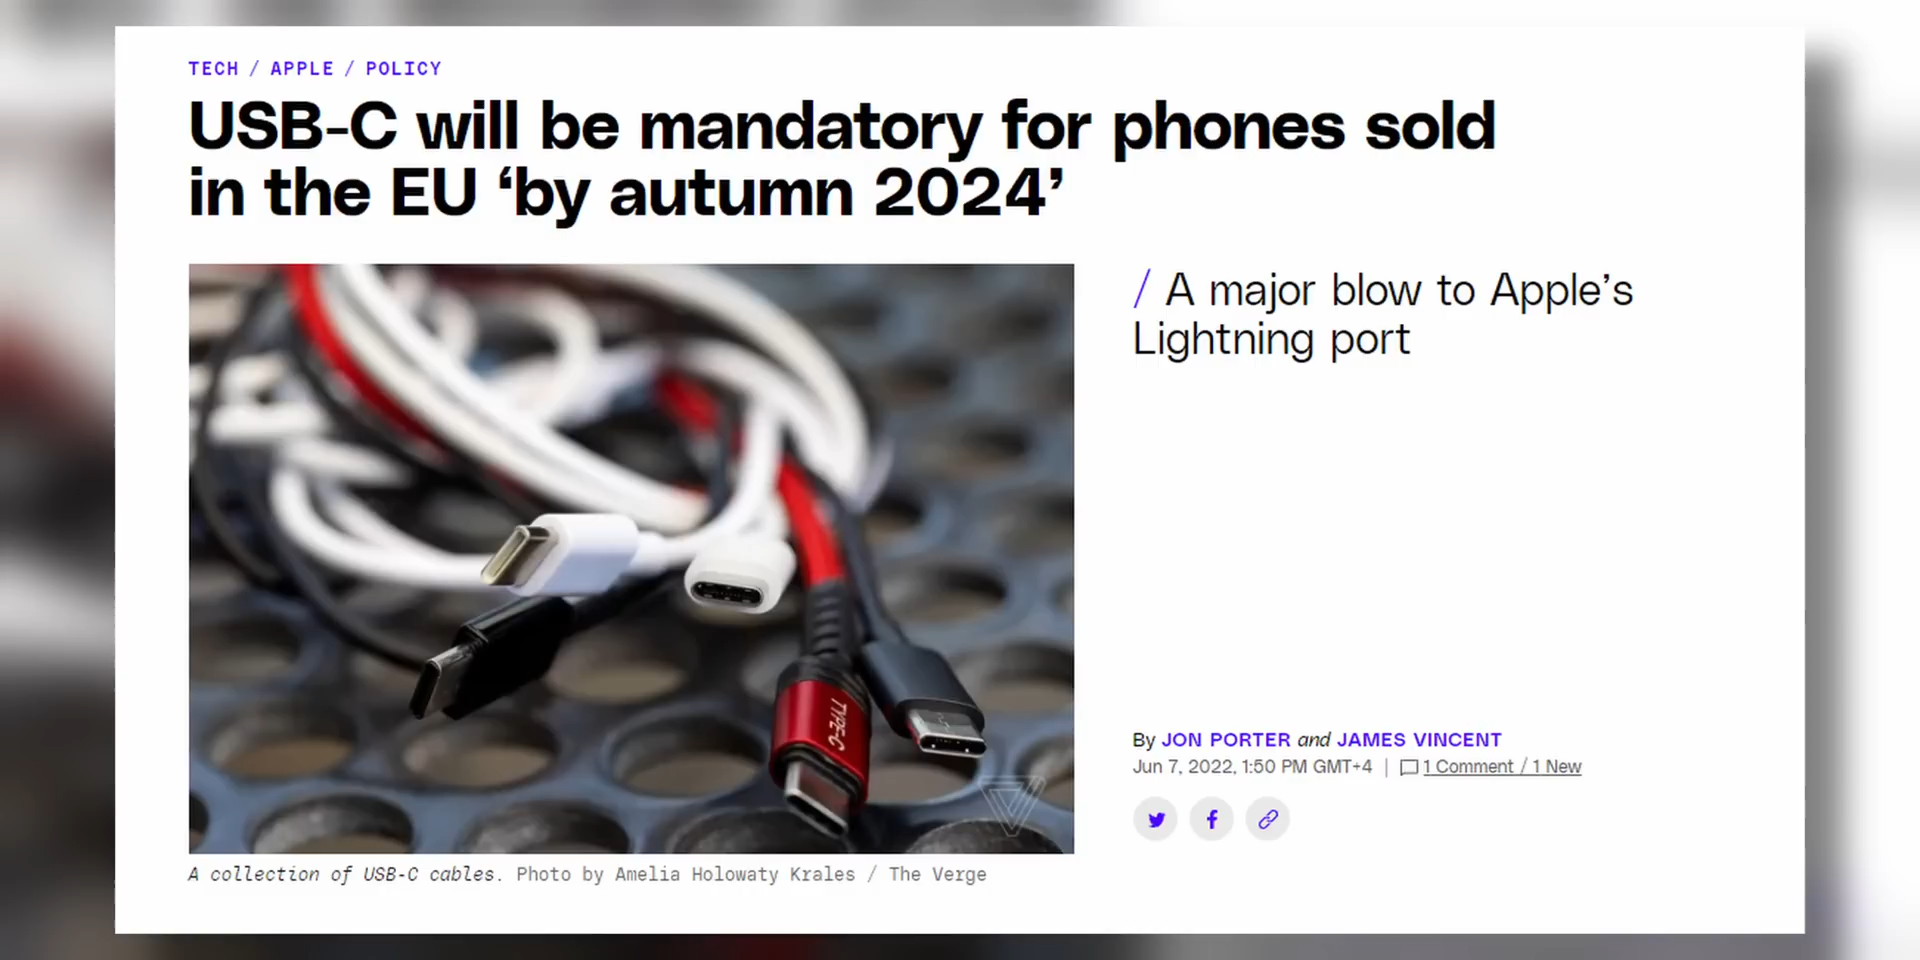 TECH / APPLE / POLICY
USB-C will be mandatory for phones sold
in the EU ‘by autumn 2024’
/ A major blow to Apple’s
Lightning port
TYPE-C
By JON PORTER and JAMES VINCENT
Jun 7, 2022, 1:50 PM GMT+4 | 1 Comment / 1 New
A collection of USB-C cables. Photo by Amelia Holowaty Krales / The Verge